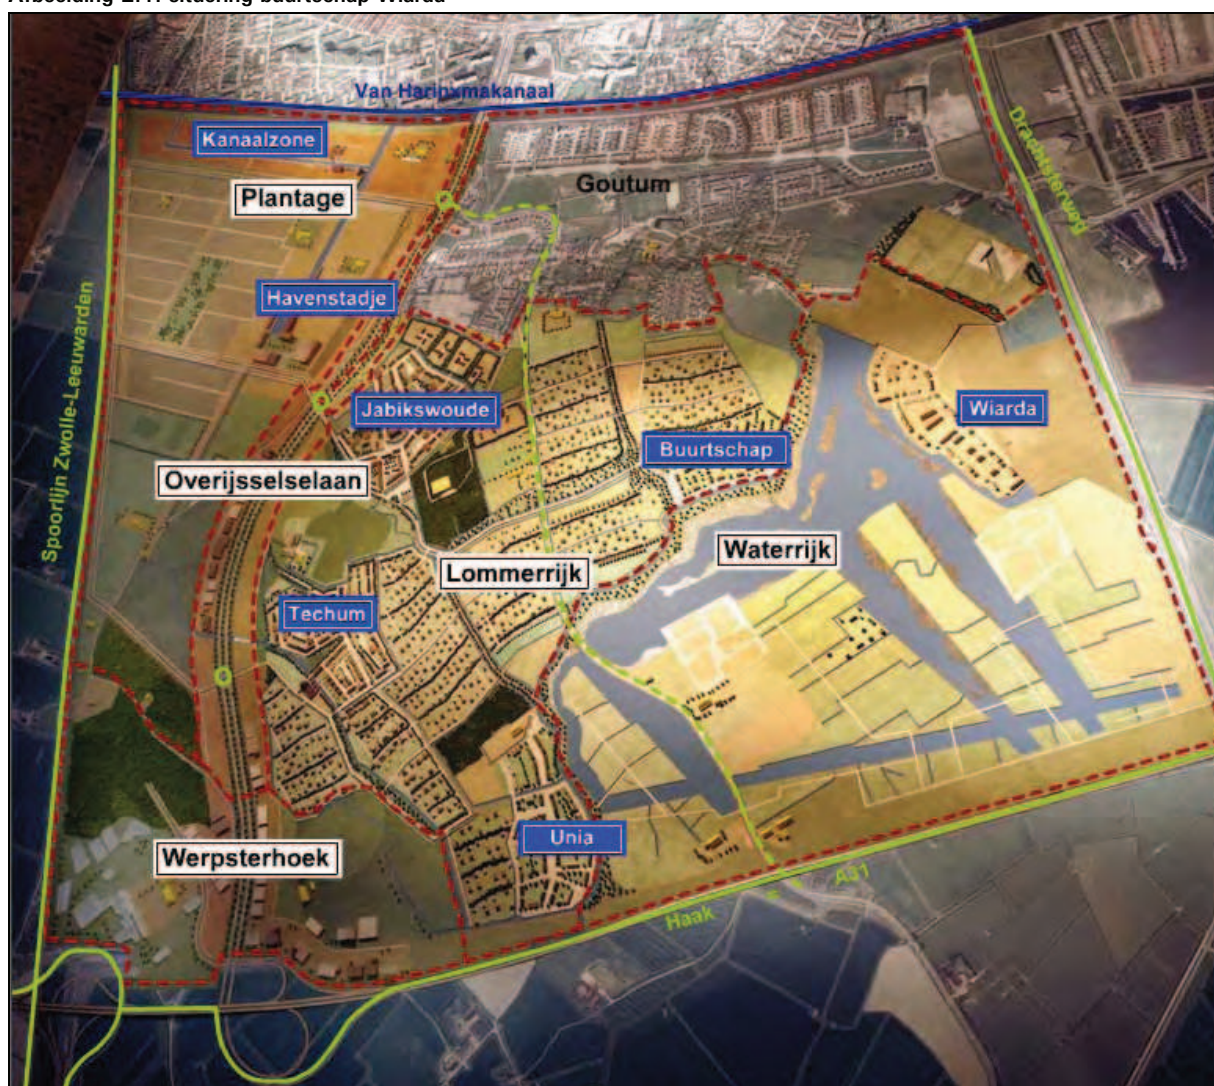 Van Harinxmakanaal
Kanaalzone
Plantage
Goutum
Drachtsterweg
Havenstadje
Spoorlijn Zwolle-Leeuwarden
Jabikswoude
Wiarda
Buurtschap
Overijsselselaan
Waterrijk
Lommerrijk
Techum
Unia
Werpsterhoek
A31
Haak